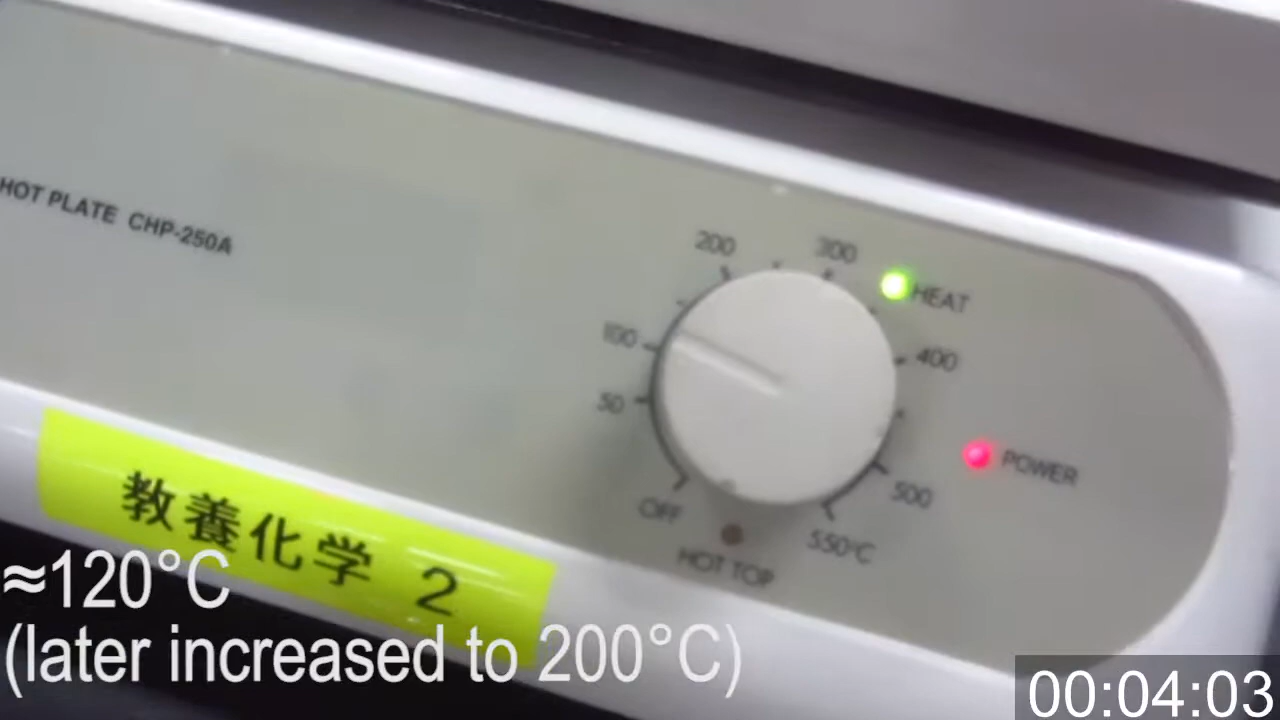 HOT PLATE CHP-250A
200
300
HEAT
100
400
50
POWER
500
OFF
550°C
HOT TOP
教養化学 2
≈120°C
(later increased to 200°C)
00:04:03